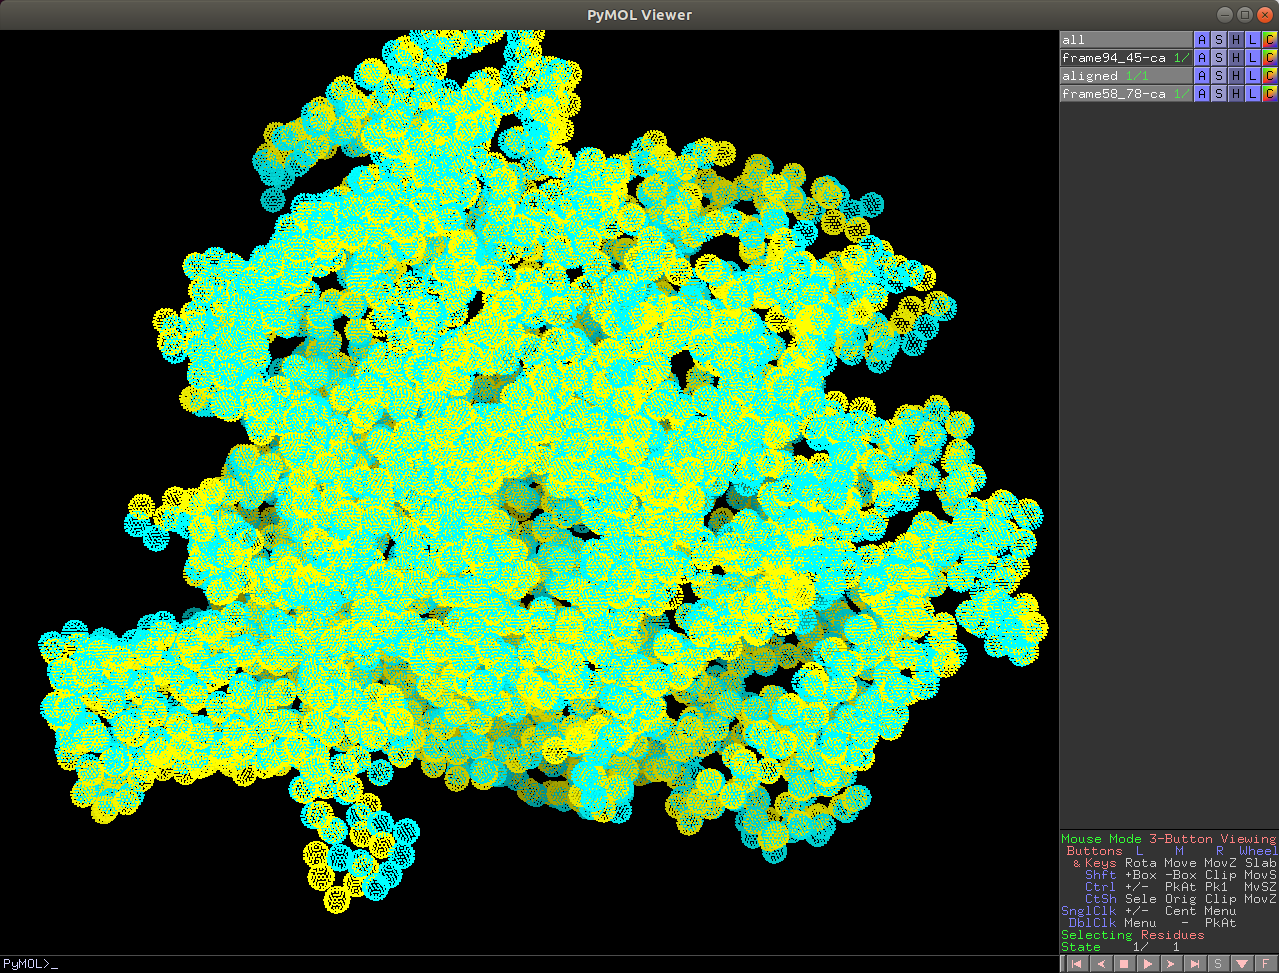 PyMOL Viewer
all A S H L C
frame94_45-ca 1/ A S H L C
aligned 1/1 A S H L C
frame58_78-ca 1/ A S H L C
Mouse Mode 3-Button Viewing
Buttons L M R Wheel
& Keys Rota Move MovZ Slab
Shft +Box -Box Clip MovS
Ctrl +/- PkAt Pk1 MvSZ
CtSh Sele Orig Clip MovZ
SnglClk +/- Cent Menu
DblClk Menu - PkAt
Selecting Residues
State 1/ 1
PyMOL>_ S F